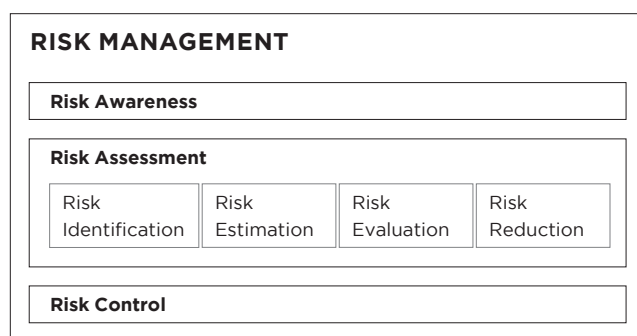 RISK MANAGEMENT
Risk Awareness
Risk Assessment
Risk
Identification
Risk
Estimation
Risk
Evaluation
Risk
Reduction
Risk Control